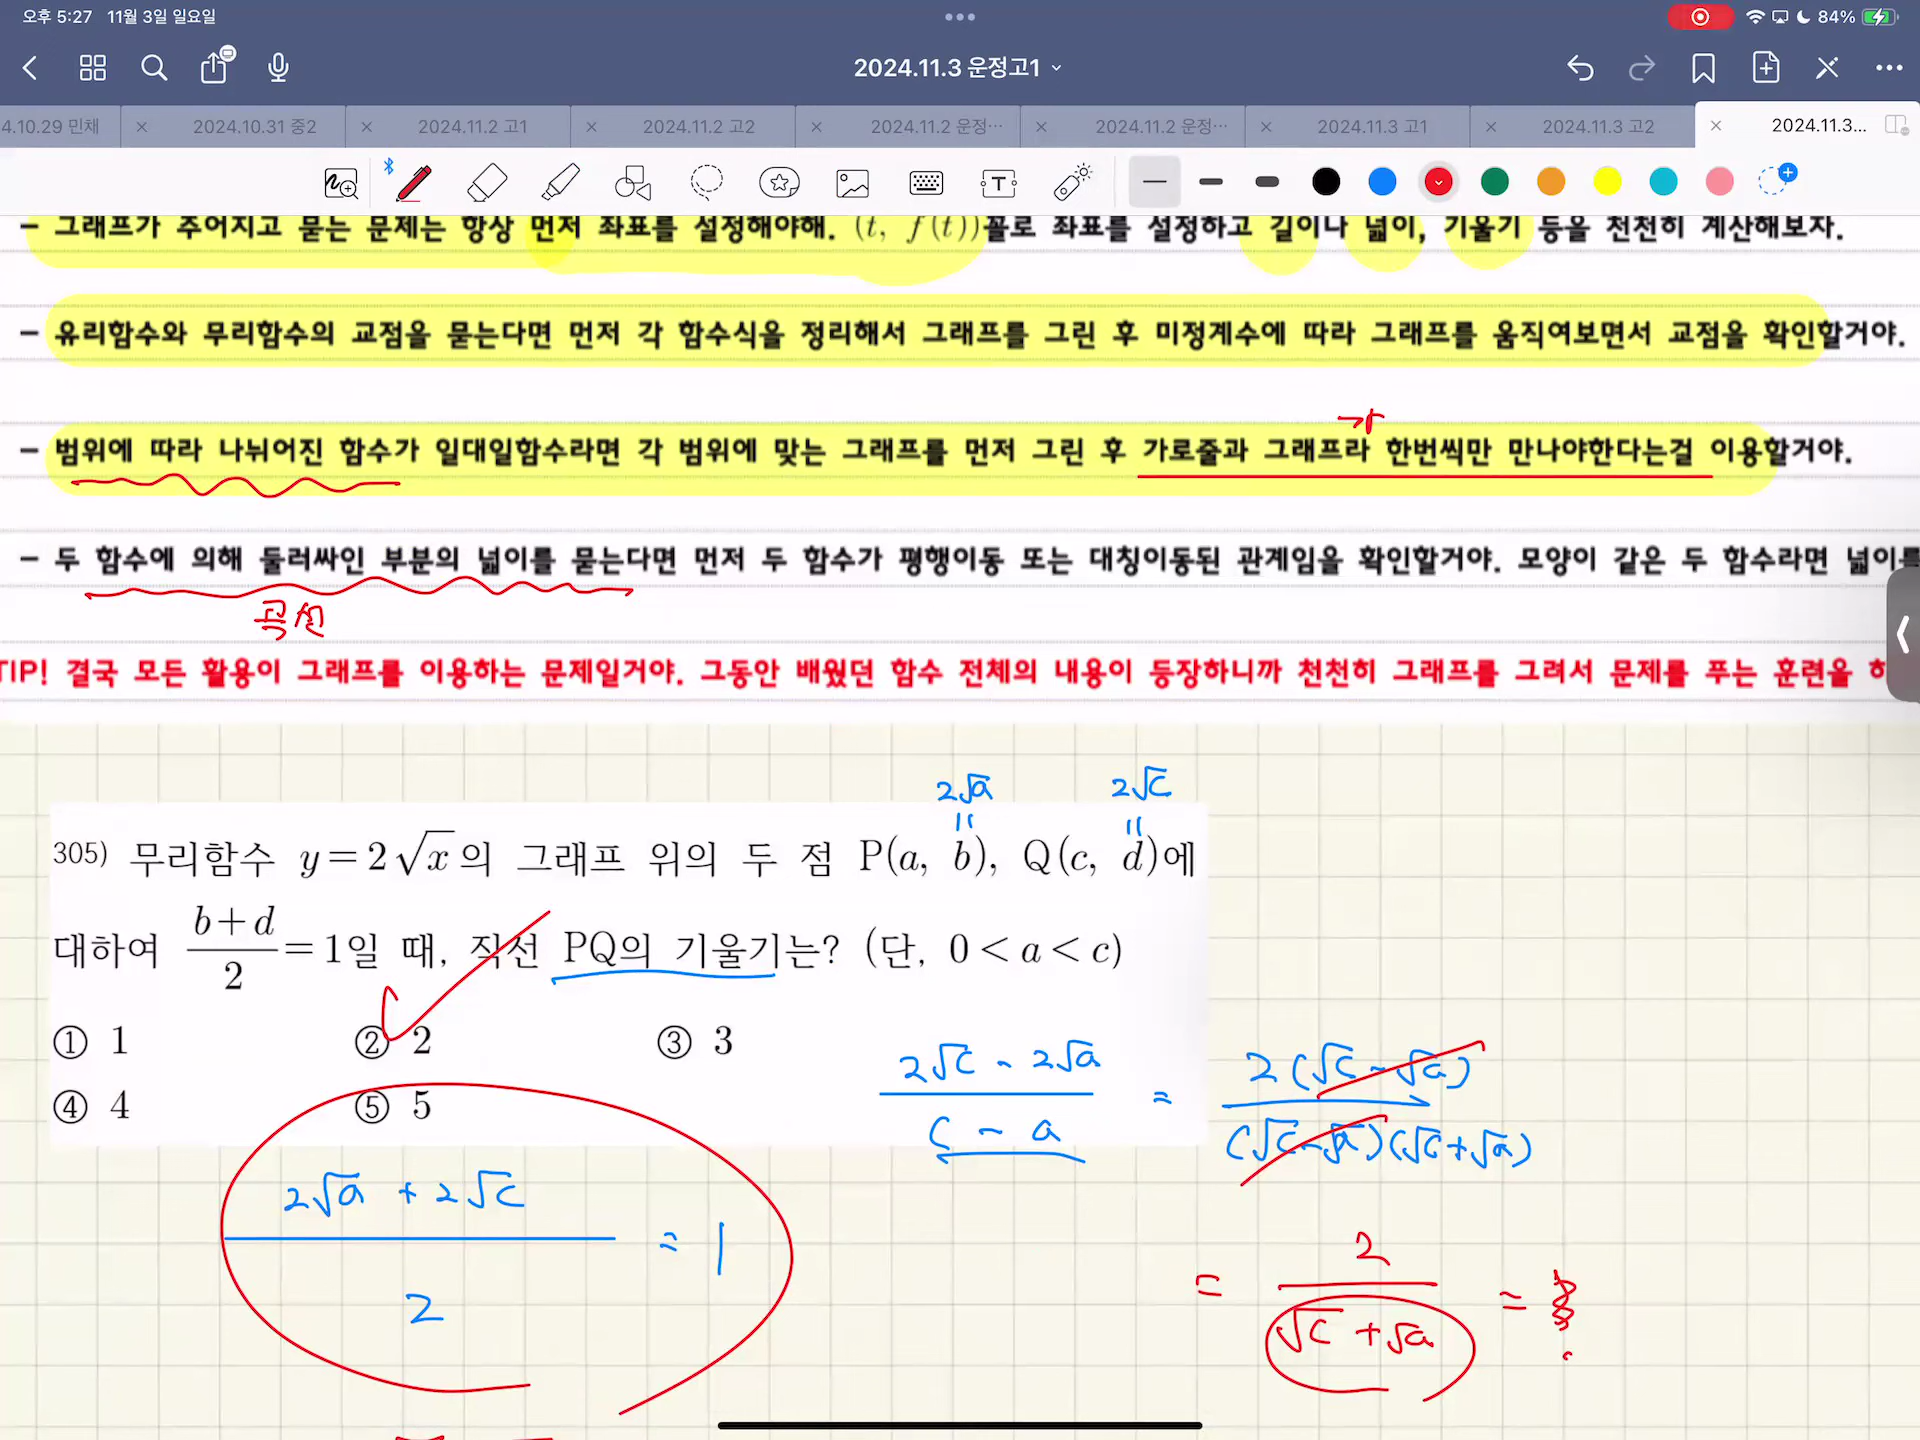 오후 5:27 11월 3일 일요일
84%
2024.11.3 운정고1
4.10.29 민채
2024.10.31 중2
2024.11.2 고1
2024.11.2 고2
2024.11.2 운정…
2024.11.2 운정…
2024.11.3 고1
2024.11.3 고2
2024.11.3...
- 그래프가 주어지고 묻는 문제는 항상 먼저 좌표를 설정해야해. (t, f(t))꼴로 좌표를 설정하고 길이나 넓이, 기울기 등을 천천히 계산해보자.
- 유리함수와 무리함수의 교점을 묻는다면 먼저 각 함수식을 정리해서 그래프를 그린 후 미정계수에 따라 그래프를 움직여보면서 교점을 확인할거야.
가
- 범위에 따라 나뉘어진 함수가 일대일함수라면 각 범위에 맞는 그래프를 먼저 그린 후 가로줄과 그래프라 한번씩만 만나야한다는걸 이용할거야.
- 두 함수에 의해 둘러싸인 부분의 넓이를 묻는다면 먼저 두 함수가 평행이동 또는 대칭이동된 관계임을 확인할거야. 모양이 같은 두 함수라면 넓이를
곡선
TIP! 결국 모든 활용이 그래프를 이용하는 문제일거야. 그동안 배웠던 함수 전체의 내용이 등장하니까 천천히 그래프를 그려서 문제를 푸는 훈련을 하
2√a 2√c
= =
305) 무리함수 y=2√x의 그래프 위의 두 점 P(a, b), Q(c, d)에
대하여 (b+d)/2=1일 때, 직선 PQ의 기울기는? (단, 0<a<c)
① 1 ② 2 ③ 3
④ 4 ⑤ 5
(2√c - 2√a)/(c - a) = 2(√c-√a)/((√c-√a)(√c+√a))
(2√a + 2√c)/2 = 1
= 2/(√c+√a) =